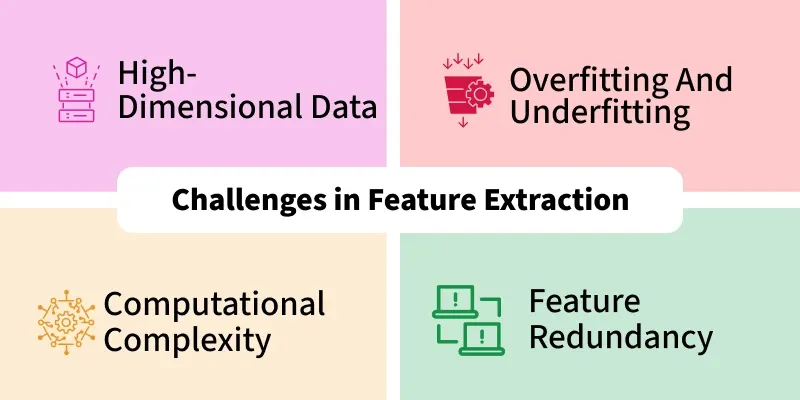 High-
Dimensional Data
Overfitting And
Underfitting
Challenges in Feature Extraction
Computational
Complexity
Feature
Redundancy